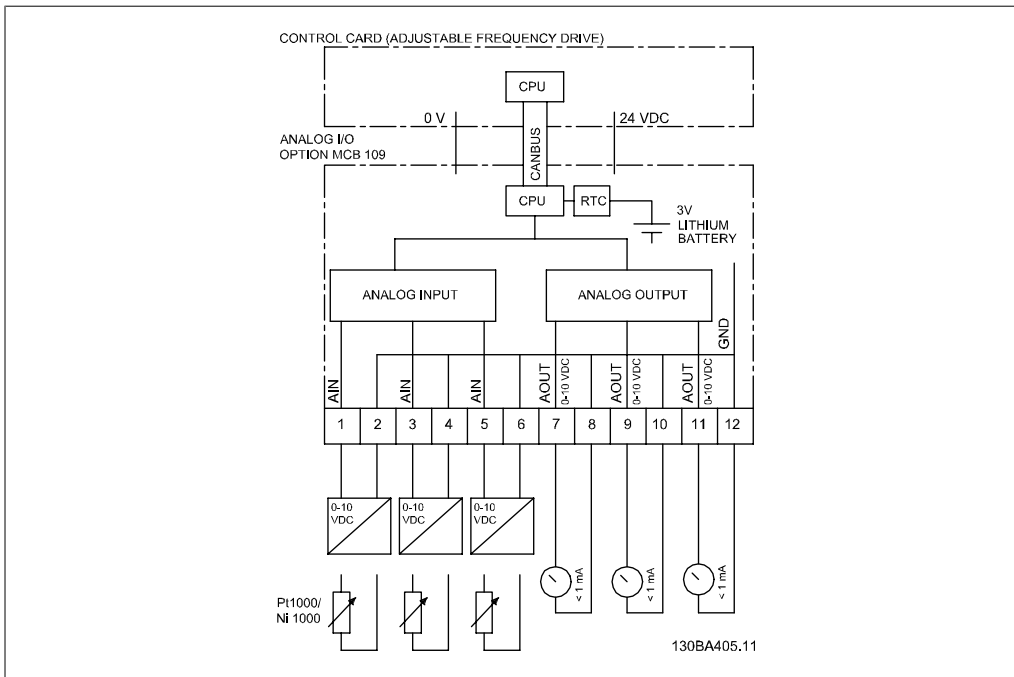 CONTROL CARD (ADJUSTABLE FREQUENCY DRIVE)
CPU
0 V
24 VDC
CANBUS
ANALOG I/O
OPTION MCB 109
CPU
RTC
3V
LITHIUM
BATTERY
ANALOG INPUT
ANALOG OUTPUT
GND
AIN
AIN
AIN
AOUT
0-10 VDC
AOUT
0-10 VDC
AOUT
0-10 VDC
1 2 3 4 5 6 7 8 9 10 11 12
0-10
VDC
0-10
VDC
0-10
VDC
< 1 mA
< 1 mA
< 1 mA
Pt1000/
Ni 1000
130BA405.11